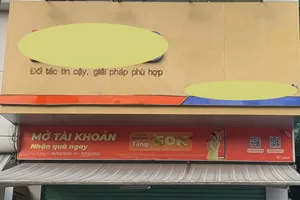 Đối tác tin cậy, giải pháp phù hợp
MỞ TÀI KHOẢN
Nhận quà ngay
Tặng 50K